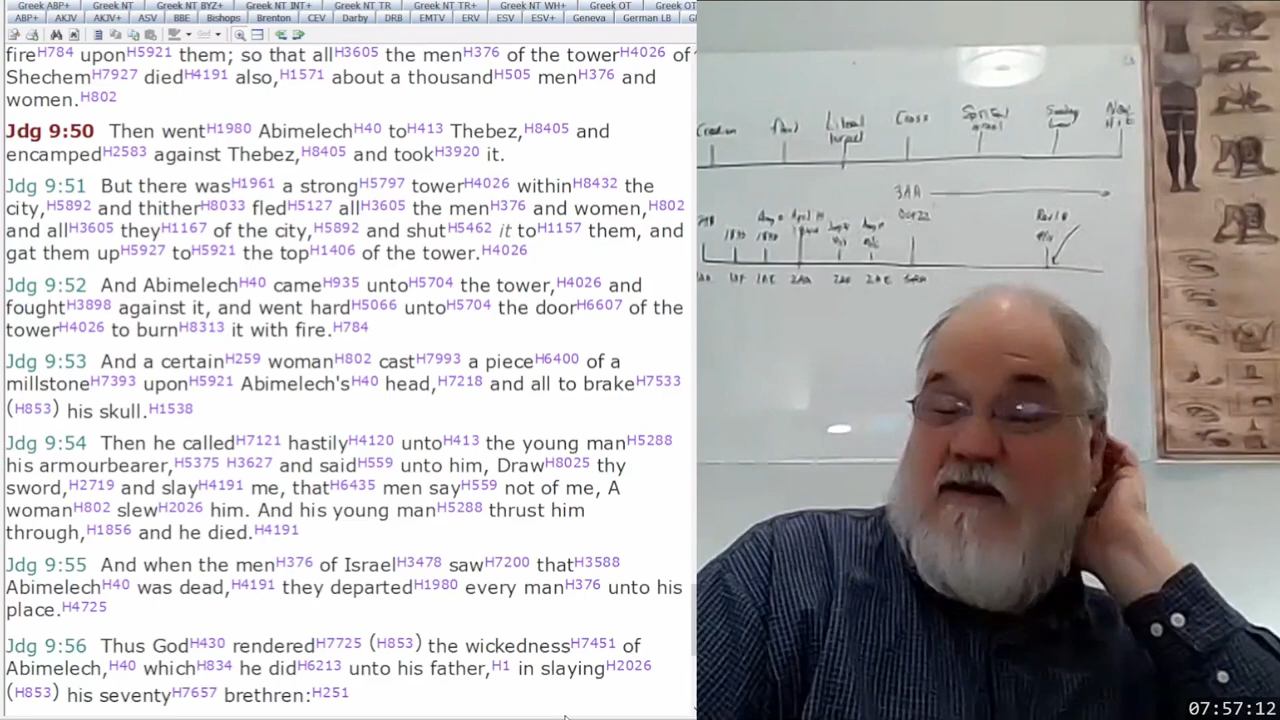 Greek ABP+ Greek NT Greek NT BYZ+ Greek NT INT+ Greek NT TR Greek NT TR+ Greek NT WH+ Greek OT Greek OT
ABP+ AKJV AKJV+ ASV BBE Bishops Brenton CEV Darby DRB EMTV ERV ESV ESV+ Geneva German LB
fireH784 uponH5921 them; so that allH3605 the menH376 of the towerH4026 of
ShechemH7927 diedH4191 also,H1571 about a thousandH505 menH376 and
women.H802
Jdg 9:50 Then wentH1980 AbimelechH40 toH413 Thebez,H8405 and
encampedH2583 against Thebez,H8405 and tookH3920 it.
Jdg 9:51 But there wasH1961 a strongH5797 towerH4026 withinH8432 the
city,H5892 and thitherH8033 fledH5127 allH3605 the menH376 and women,H802
and allH3605 theyH1167 of the city,H5892 and shutH5462 it toH1157 them, and
gat them upH5927 toH5921 the topH1406 of the tower.H4026
Jdg 9:52 And AbimelechH40 cameH935 untoH5704 the tower,H4026 and
foughtH3898 against it, and went hardH5066 untoH5704 the doorH6607 of the
towerH4026 to burnH8313 it with fire.H784
Jdg 9:53 And a certainH259 womanH802 castH7993 a pieceH6400 of a
millstoneH7393 uponH5921 Abimelech'sH40 head,H7218 and all to brakeH7533
(H853) his skull.H1538
Jdg 9:54 Then he calledH7121 hastilyH4120 untoH413 the young manH5288
his armourbearer,H5375 H3627 and saidH559 unto him, DrawH8025 thy
sword,H2719 and slayH4191 me, thatH6435 men sayH559 not of me, A
womanH802 slewH2026 him. And his young manH5288 thrust him
through,H1856 and he died.H4191
Jdg 9:55 And when the menH376 of IsraelH3478 sawH7200 thatH3588
AbimelechH40 was dead,H4191 they departedH1980 every manH376 unto his
place.H4725
Jdg 9:56 Thus GodH430 renderedH7725 (H853) the wickednessH7451 of
Abimelech,H40 whichH834 he didH6213 unto his father,H1 in slayingH2026
(H853) his seventyH7657 brethren:H251
Literal Cross
3AA
07:57:12